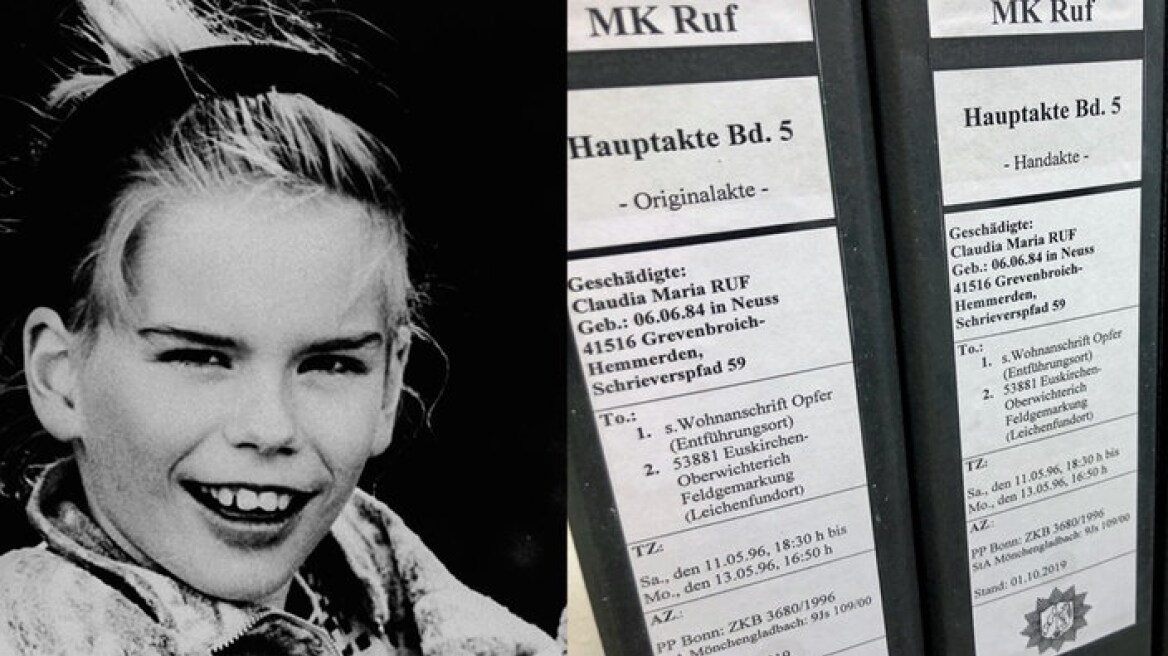 MK Ruf
Hauptakte Bd. 5
- Originalakte -
Geschädigte:
Claudia Maria RUF
Geb.: 06.06.84 in Neuss
41516 Grevenbroich-
Hemmerden,
Schrieverspfad 59
To.:
1. s.Wohnanschrift Opfer
(Entführungsort)
2. 53881 Euskirchen-
Oberwichterich
Feldgemarkung
(Leichenfundort)
TZ:
Sa., den 11.05.96, 18:30 h bis
Mo., den 13.05.96, 16:50 h
AZ.:
PP Bonn: ZKB 3680/1996
StA Mönchengladbach: 9Js 109/00
MK Ruf
Hauptakte Bd. 5
- Handakte -
Geschädigte:
Claudia Maria RUF
Geb.: 06.06.84 in Neuss
41516 Grevenbroich-
Hemmerden,
Schrieverspfad 59
To.:
1. s.Wohnanschrift Opfer
(Entführungsort)
2. 53881 Euskirchen-
Oberwichterich
Feldgemarkung
(Leichenfundort)
TZ:
Sa., den 11.05.96, 18:30 h bis
Mo., den 13.05.96, 16:50 h
AZ.:
PP Bonn: ZKB 3680/1996
StA Mönchengladbach: 9Js 109/00
Stand: 01.10.2019